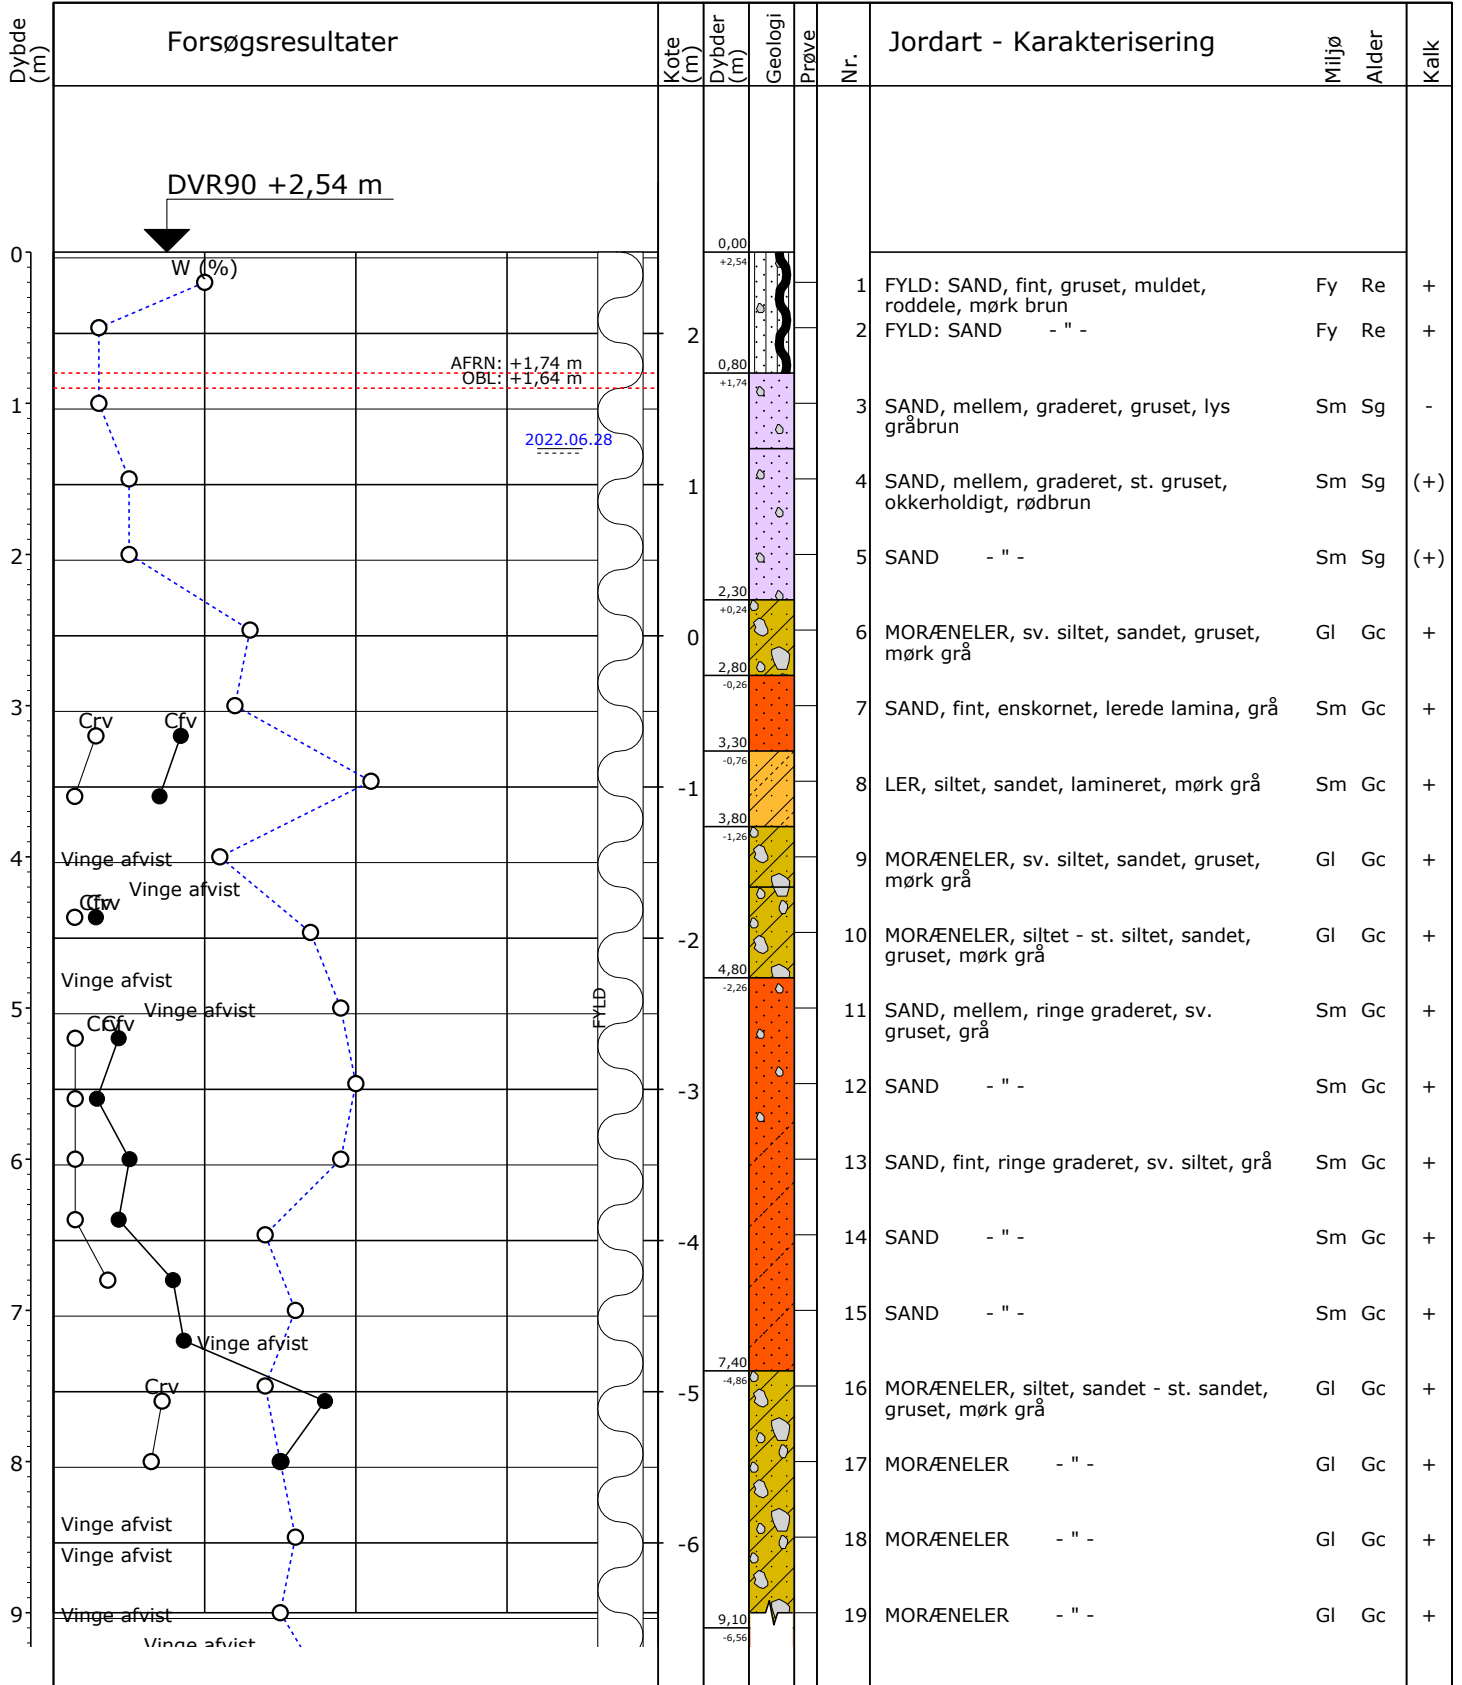 Dybde (m)
Forsøgsresultater
Kote (m)
Dybder (m)
Geologi
Prøve
Nr.
Jordart - Karakterisering
Miljø
Alder
Kalk
DVR90 +2,54 m
0
W (%)
0,00
+2,54
1 FYLD: SAND, fint, gruset, muldet, Fy Re +
roddele, mørk brun
2
2 FYLD: SAND - " - Fy Re +
AFRN: +1,74 m
0,80
OBL: +1,64 m
+1,74
1
3 SAND, mellem, graderet, gruset, lys Sm Sg -
gråbrun
2022.06.28
1
4 SAND, mellem, graderet, st. gruset, Sm Sg (+)
okkerholdigt, rødbrun
2
5 SAND - " - Sm Sg (+)
2,30
+0,24
0
6 MORÆNELER, sv. siltet, sandet, gruset, Gl Gc +
mørk grå
2,80
-0,26
3
Crv Cfv
7 SAND, fint, enskornet, lerede lamina, grå Sm Gc +
3,30
-0,76
-1
8 LER, siltet, sandet, lamineret, mørk grå Sm Gc +
3,80
-1,26
4
Vinge afvist
9 MORÆNELER, sv. siltet, sandet, gruset, Gl Gc +
mørk grå
Vinge afvist
Crv Cfv
-2
10 MORÆNELER, siltet - st. siltet, sandet, Gl Gc +
gruset, mørk grå
4,80
Vinge afvist
-2,26
5
Vinge afvist
FYLD
11 SAND, mellem, ringe graderet, sv. Sm Gc +
gruset, grå
Crv Cfv
-3
12 SAND - " - Sm Gc +
6
13 SAND, fint, ringe graderet, sv. siltet, grå Sm Gc +
-4
14 SAND - " - Sm Gc +
7
15 SAND - " - Sm Gc +
Vinge afvist
7,40
-4,86
Crv
-5
16 MORÆNELER, siltet, sandet - st. sandet, Gl Gc +
gruset, mørk grå
8
17 MORÆNELER - " - Gl Gc +
Vinge afvist
-6
18 MORÆNELER - " - Gl Gc +
Vinge afvist
9
Vinge afvist
9,10
19 MORÆNELER - " - Gl Gc +
-6,56
Vinge afvist